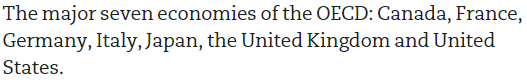 The major seven economies of the OECD: Canada, France,
Germany, Italy, Japan, the United Kingdom and United
States.